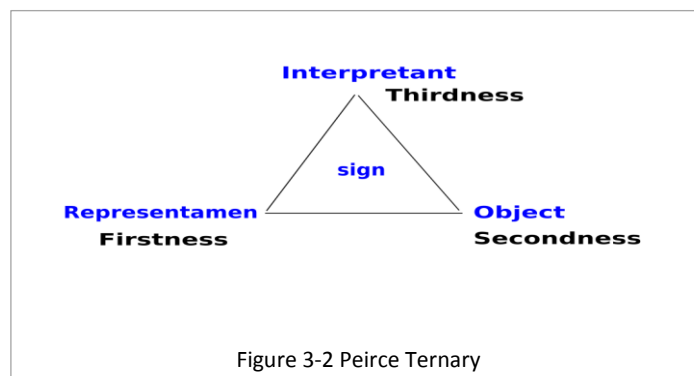 Interpretant
Thirdness
sign
Representamen
Object
Firstness
Secondness
Figure 3-2 Peirce Ternary